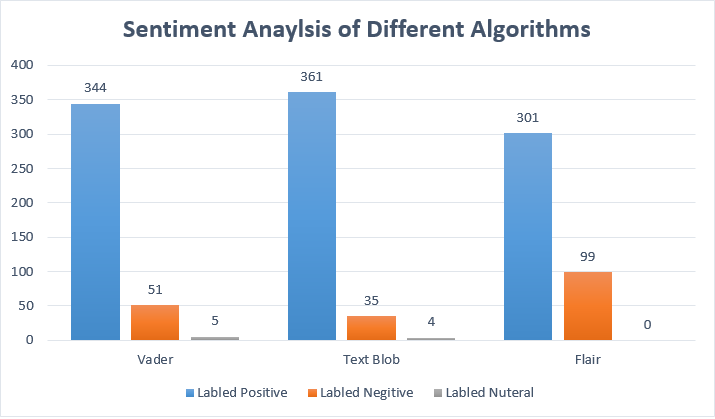 Sentiment Anaylsis of Different Algorithms
400
350
300
250
200
150
100
50
0
344
51
5
361
35
4
301
99
0
Vader
Text Blob
Flair
Labled Positive
Labled Negitive
Labled Nuteral